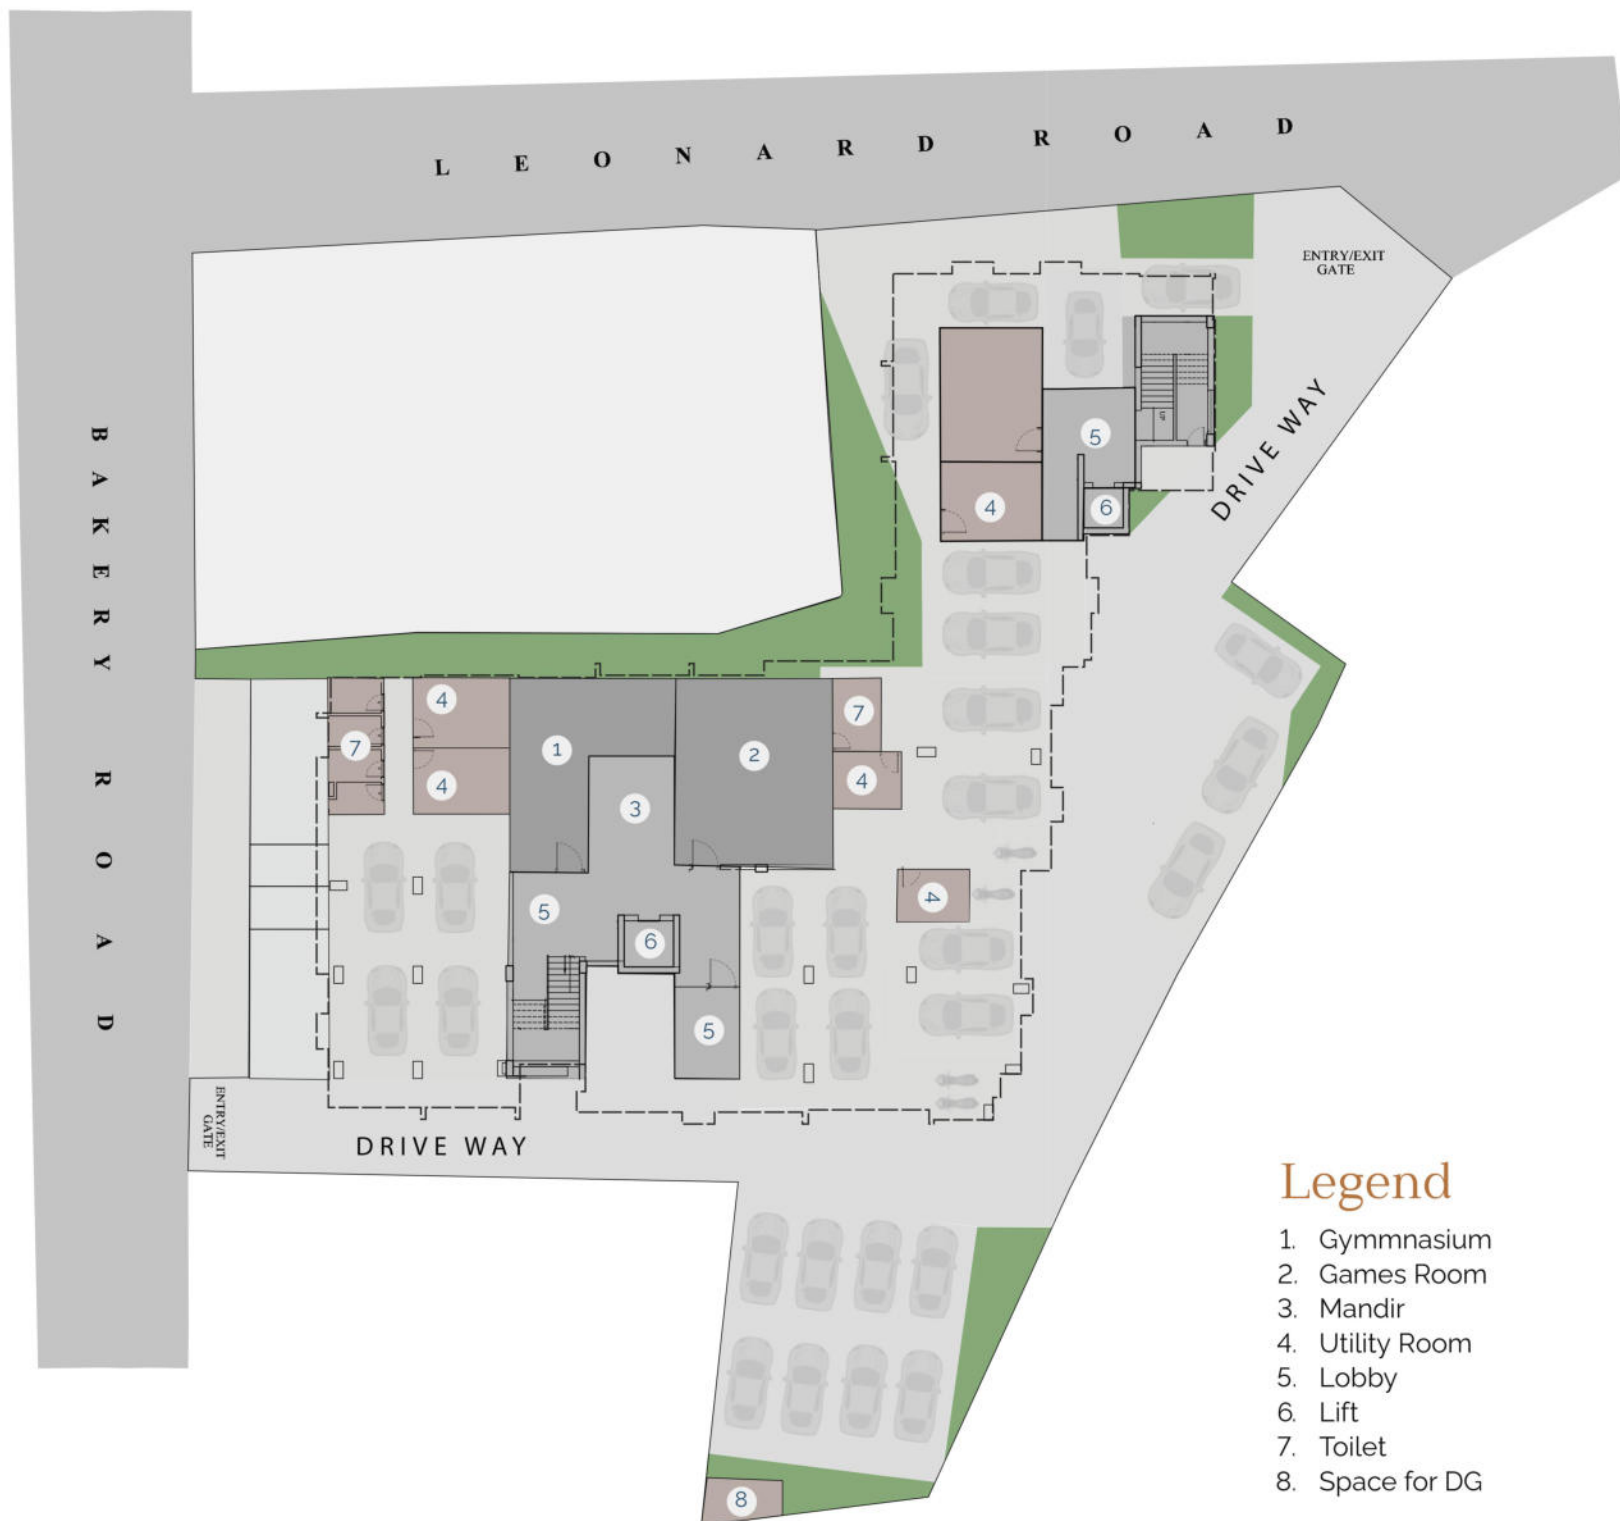 LEONARD ROAD
ENTRY/EXIT
GATE
BAKERY ROAD
DRIVE WAY
UP
5
6
4
4
4
7
1
2
3
7
4
4
5
6
5
ENTRY/EXIT
GATE
DRIVE WAY
8
Legend
1. Gymmnasium
2. Games Room
3. Mandir
4. Utility Room
5. Lobby
6. Lift
7. Toilet
8. Space for DG